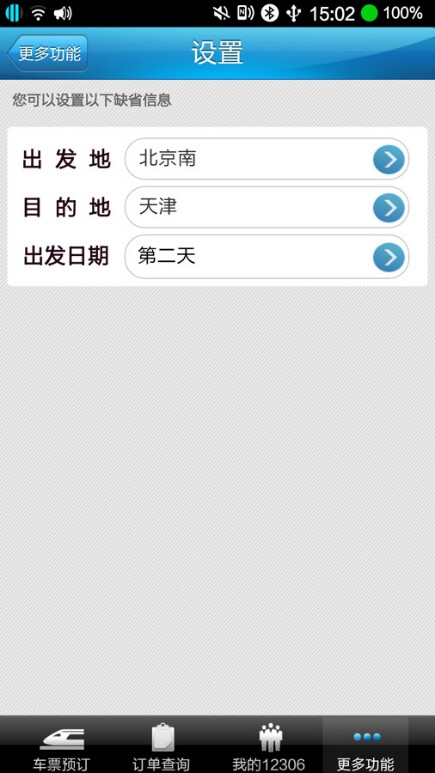 15:02 100%
更多功能 设置
您可以设置以下缺省信息
出发地 北京南
目的地 天津
出发日期 第二天
车票预订 订单查询 我的12306 更多功能